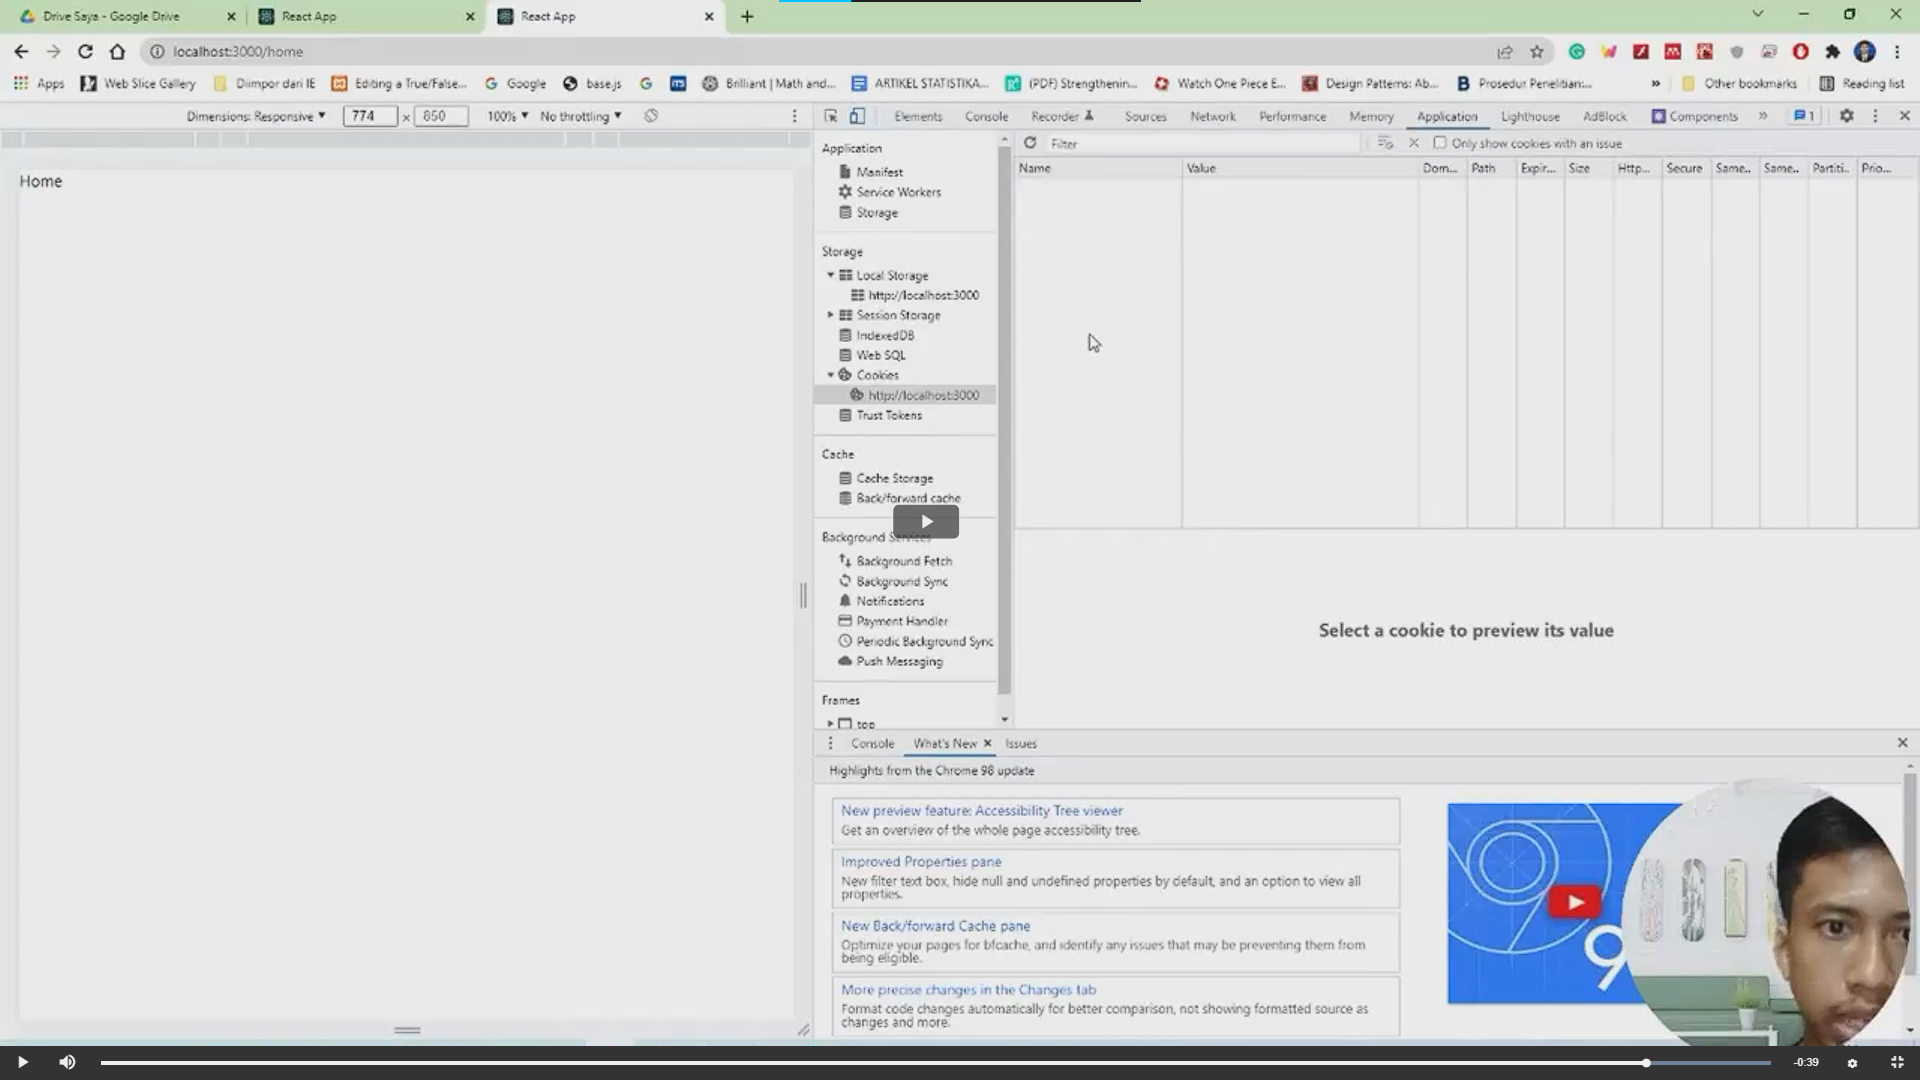 Drive Saya - Google Drive
React App
React App
localhost:3000/home
Apps
Web Slice Gallery
Diimpor dari IE
Editing a True/False...
Google
base.js
Brilliant | Math and...
ARTIKEL STATISTIKA...
(PDF) Strengthenin...
Watch One Piece E...
Design Patterns: Ab...
Prosedur Penelitian:...
»
Other bookmarks
Reading list
Dimensions: Responsive ▼ 774 x 850 100% ▼ No throttling ▼
Elements
Console
Recorder
Sources
Network
Performance
Memory
Application
Lighthouse
AdBlock
Components
»
1
Home
Application
Manifest
Service Workers
Storage
Storage
Local Storage
http://localhost:3000
Session Storage
IndexedDB
Web SQL
Cookies
http://localhost:3000
Trust Tokens
Cache
Cache Storage
Back/forward cache
Background Services
Background Fetch
Background Sync
Notifications
Payment Handler
Periodic Background Sync
Push Messaging
Frames
top
Filter
Only show cookies with an issue
Name Value Dom... Path Expir... Size Http... Secure Same... Same... Partiti... Prio...
Select a cookie to preview its value
Console What's New Issues
Highlights from the Chrome 98 update
New preview feature: Accessibility Tree viewer
Get an overview of the whole page accessibility tree.
Improved Properties pane
New filter text box, hide null and undefined properties by default, and an option to view all
properties.
New Back/forward Cache pane
Optimize your pages for bfcache, and identify any issues that may be preventing them from
being eligible.
More precise changes in the Changes tab
Format code changes automatically for better comparison, not showing formatted source as
changes and more.
9
-0:39